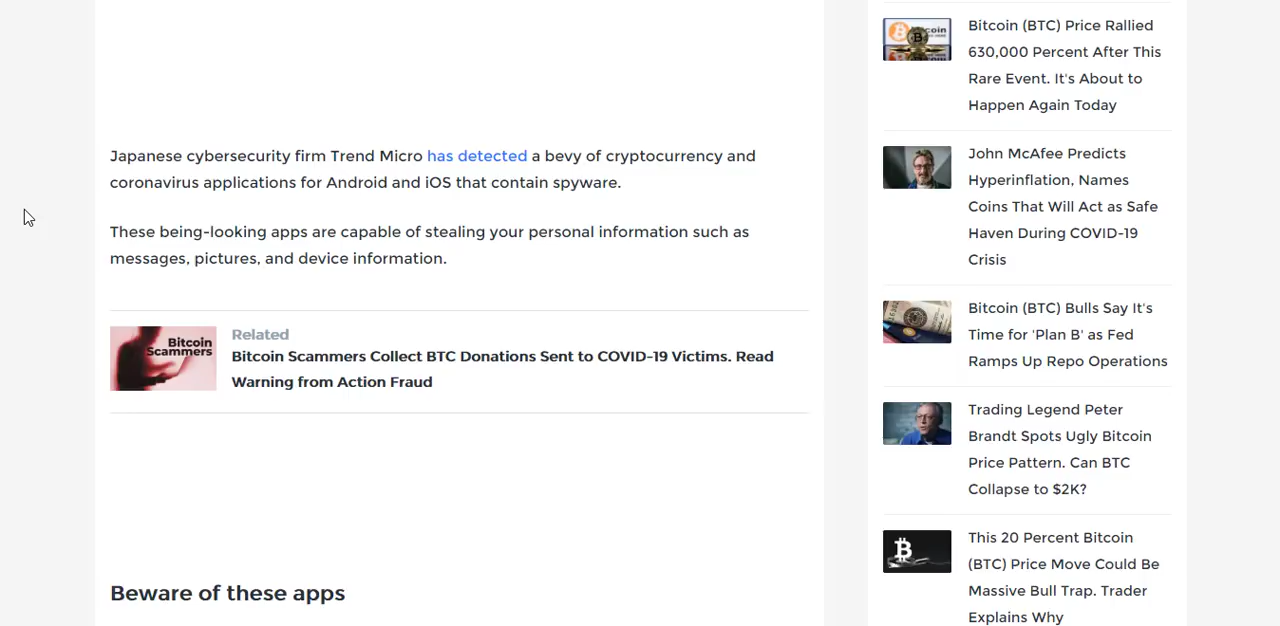 Japanese cybersecurity firm Trend Micro has detected a bevy of cryptocurrency and
coronavirus applications for Android and iOS that contain spyware.
These being-looking apps are capable of stealing your personal information such as
messages, pictures, and device information.
Bitcoin
Scammers
Related
Bitcoin Scammers Collect BTC Donations Sent to COVID-19 Victims. Read
Warning from Action Fraud
Beware of these apps
Bitcoin (BTC) Price Rallied
630,000 Percent After This
Rare Event. It's About to
Happen Again Today
John McAfee Predicts
Hyperinflation, Names
Coins That Will Act as Safe
Haven During COVID-19
Crisis
Bitcoin (BTC) Bulls Say It's
Time for 'Plan B' as Fed
Ramps Up Repo Operations
Trading Legend Peter
Brandt Spots Ugly Bitcoin
Price Pattern. Can BTC
Collapse to $2K?
This 20 Percent Bitcoin
(BTC) Price Move Could Be
Massive Bull Trap. Trader
Explains Why